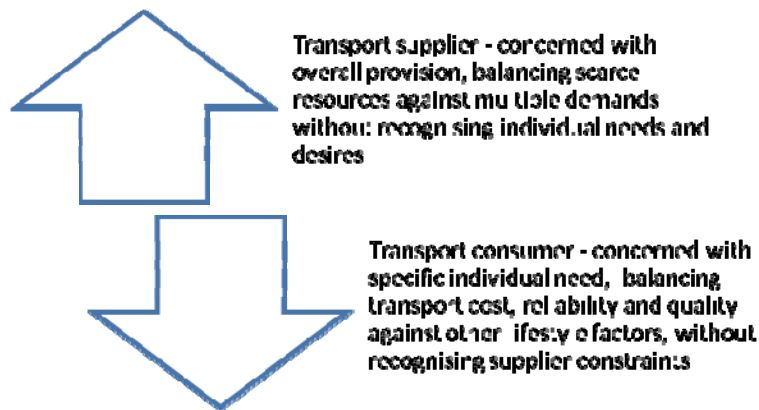 Transport supplier - concerned with
overall provision, balancing scarce
resources against multiple demands
without recognising individual needs and
desires
Transport consumer - concerned with
specific individual need, balancing
transport cost, reliability and quality
against other lifestyle factors, without
recognising supplier constraints